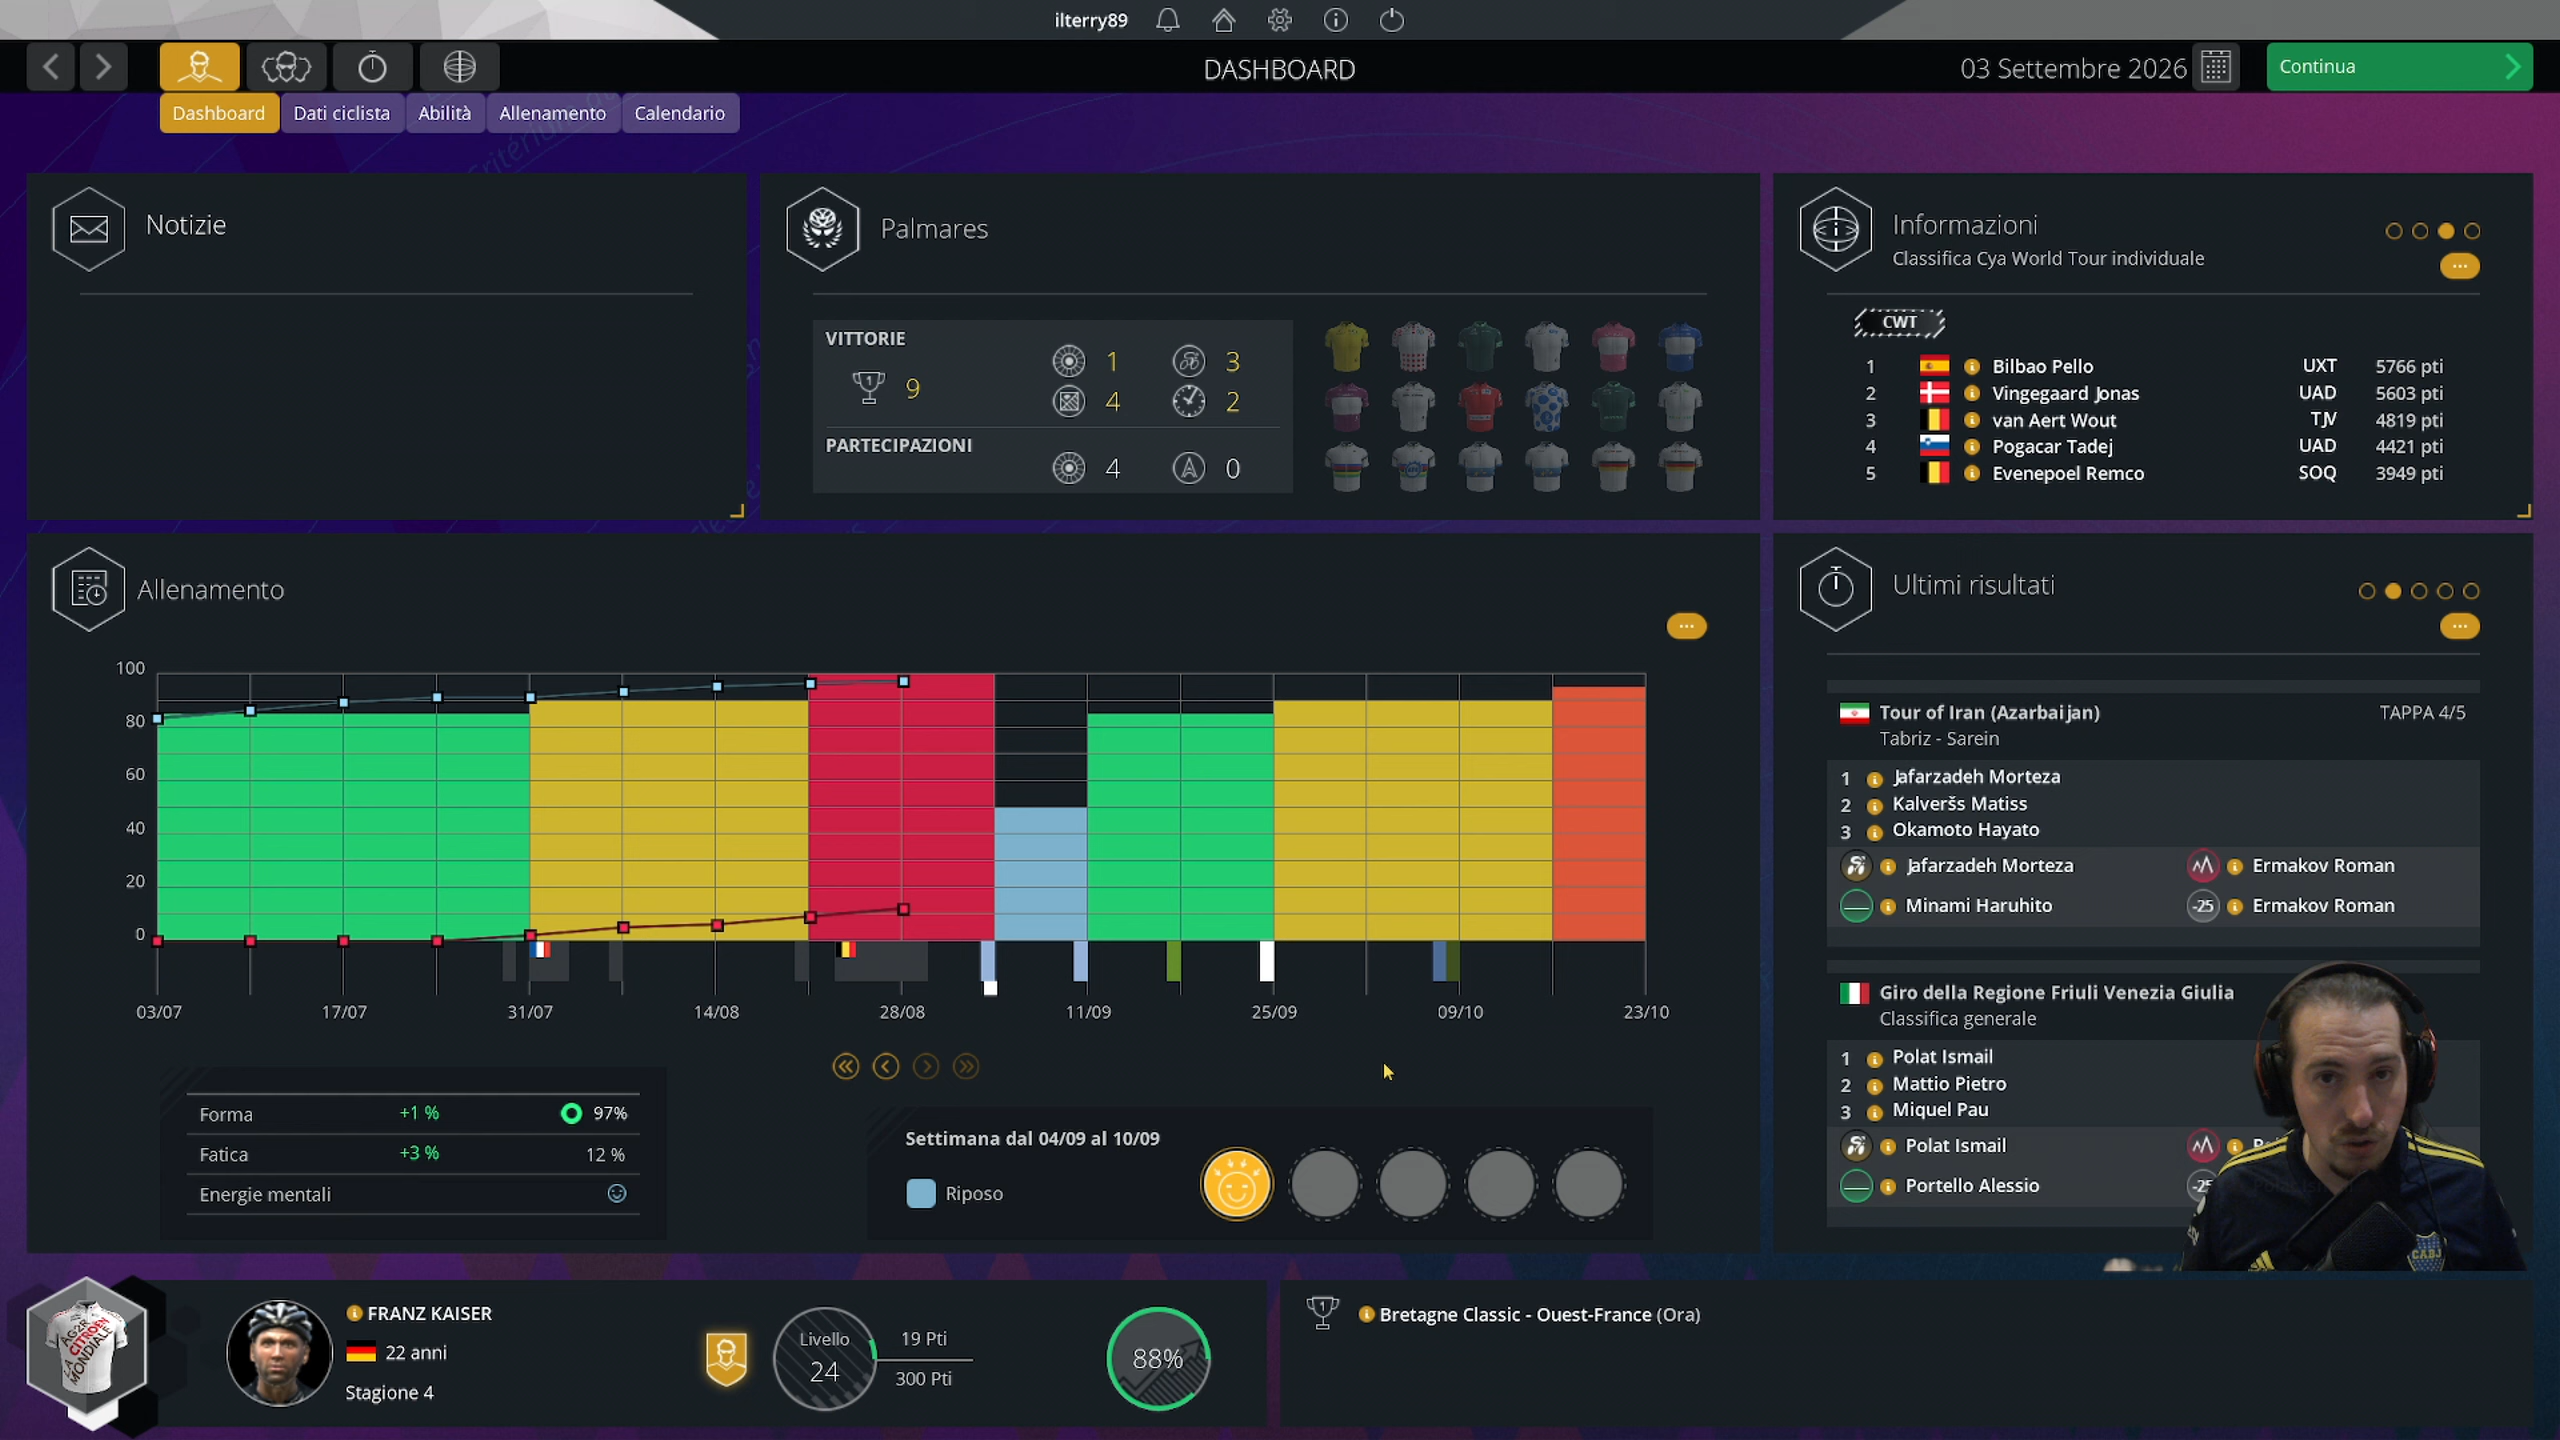 ilterry89
DASHBOARD
03 Settembre 2026
Continua
Dashboard
Dati ciclista
Abilità
Allenamento
Calendario
Notizie
Palmares
VITTORIE
9
1
3
4
2
PARTECIPAZIONI
4
0
Informazioni
Classifica Cya World Tour individuale
CWT
1 Bilbao Pello UXT 5766 pti
2 Vingegaard Jonas UAD 5603 pti
3 van Aert Wout TJV 4819 pti
4 Pogacar Tadej UAD 4421 pti
5 Evenepoel Remco SOQ 3949 pti
Allenamento
100
80
60
40
20
0
03/07 17/07 31/07 14/08 28/08 11/09 25/09 09/10 23/10
Forma +1 % 97%
Fatica +3 % 12 %
Energie mentali
Settimana dal 04/09 al 10/09
Riposo
Ultimi risultati
Tour of Iran (Azarbaijan) TAPPA 4/5
Tabriz - Sarein
1 Jafarzadeh Morteza
2 Kalveršs Matiss
3 Okamoto Hayato
Jafarzadeh Morteza Ermakov Roman
Minami Haruhito -25 Ermakov Roman
Giro della Regione Friuli Venezia Giulia
Classifica generale
1 Polat Ismail
2 Mattio Pietro
3 Miquel Pau
Polat Ismail
Portello Alessio
AG2R
CITROËN
MONDIALE
FRANZ KAISER
22 anni
Stagione 4
Livello
24
19 Pti
300 Pti
88%
1 Bretagne Classic - Ouest-France (Ora)
CABJ